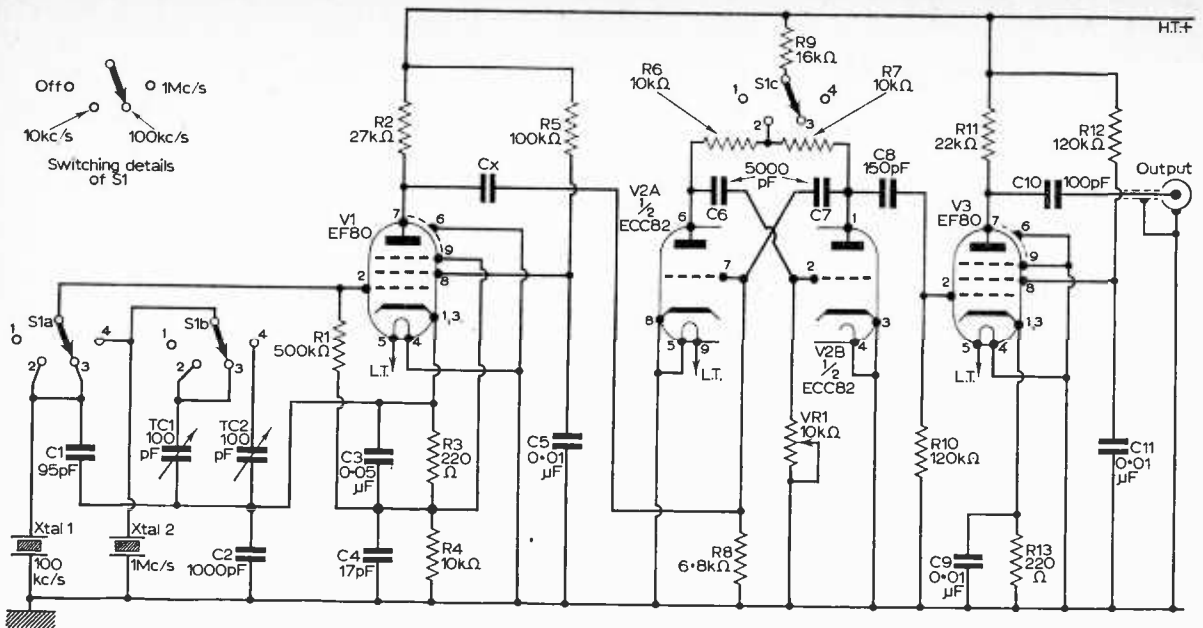 H.T.+
Off
1Mc/s
10kc/s
100kc/s
Switching details
of S1
R2
27kΩ
R5
100kΩ
R9
16kΩ
S1c
1
4
2
3
R6
10kΩ
R7
10kΩ
R11
22kΩ
R12
120kΩ
Cx
5000
pF
C6
C7
C8
150pF
C10
100pF
Output
V1
EF80
7
6
9
8
2
1,3
5
4
L.T.
V2A
1/2
ECC82
6
7
8
5
9
L.T.
1
2
3
4
V2B
1/2
ECC82
V3
EF80
7
6
9
8
2
1,3
5
4
L.T.
S1a
1
2
3
4
S1b
1
2
3
4
R1
500kΩ
C1
95pF
TC1
100
pF
TC2
100
pF
C3
0·05
μF
R3
220
Ω
C5
0·01
μF
VR1
10kΩ
R10
120kΩ
C11
0·01
μF
Xtal 1
100
kc/s
Xtal 2
1Mc/s
C2
1000pF
C4
17pF
R4
10kΩ
R8
6·8kΩ
C9
0·01
μF
R13
220
Ω